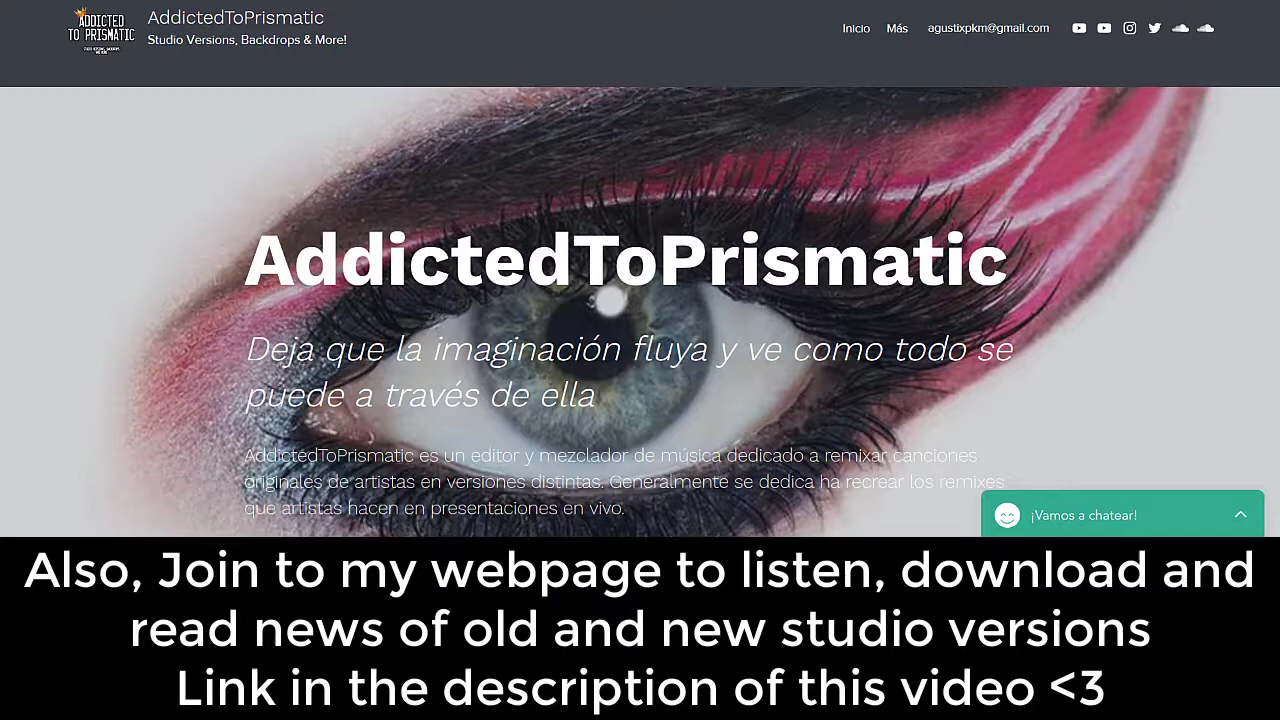 ADDICTED
TO PRISMATIC
AddictedToPrismatic
Studio Versions, Backdrops & More!
Inicio
Más
agustixpkm@gmail.com
AddictedToPrismatic
Deja que la imaginación fluya y ve como todo se
puede a través de ella
AddictedToPrismatic es un editor y mezclador de música dedicado a remixar canciones
originales de artistas en versiones distintas. Generalmente se dedica ha recrear los remixes
que artistas hacen en presentaciones en vivo.
¡Vamos a chatear!
Also, Join to my webpage to listen, download and
read news of old and new studio versions
Link in the description of this video <3